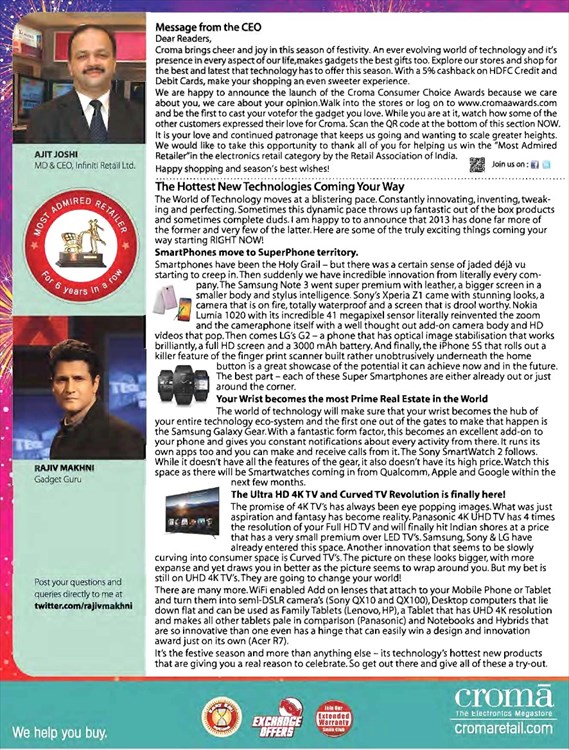 Message from the CEO
Dear Readers,
Croma brings cheer and joy in this season of festivity. An ever evolving world of technology and it's
presence in every aspect of our life,makes gadgets the best gifts too. Explore our stores and shop for
the best and latest that technology has to offer this season. With a 5% cashback on HDFC Credit and
Debit Cards, make your shopping an even sweeter experience.
We are happy to announce the launch of the Croma Consumer Choice Awards because we care
about you, we care about your opinion.Walk into the stores or log on to www.cromaawards.com
and be the first to cast your votefor the gadget you love. While you are at it, watch how some of the
other customers expressed their love for Croma. Scan the QR code at the bottom of this section NOW.
It is your love and continued patronage that keeps us going and wanting to scale greater heights.
We would like to take this opportunity to thank all of you for helping us win the "Most Admired
Retailer"in the electronics retail category by the Retail Association of India.
Happy shopping and season's best wishes!
Join us on :
AJIT JOSHI
MD & CEO, Infiniti Retail Ltd.
MOST ADMIRED RETAILER
For 6 years in a row
The Hottest New Technologies Coming Your Way
The World of Technology moves at a blistering pace. Constantly innovating, inventing, tweak-
ing and perfecting. Sometimes this dynamic pace throws up fantastic out of the box products
and sometimes complete duds. I am happy to to announce that 2013 has done far more of
the former and very few of the latter. Here are some of the truly exciting things coming your
way starting RIGHT NOW!
SmartPhones move to SuperPhone territory.
Smartphones have been the Holy Grail – but there was a certain sense of jaded déjà vu
starting to creep in. Then suddenly we have incredible innovation from literally every com-
pany. The Samsung Note 3 went super premium with leather, a bigger screen in a
smaller body and stylus intelligence. Sony's Xperia Z1 came with stunning looks, a
camera that is on fire, totally waterproof and a screen that is drool worthy. Nokia
Lumia 1020 with its incredible 41 megapixel sensor literally reinvented the zoom
and the cameraphone itself with a well thought out add-on camera body and HD
videos that pop. Then comes LG's G2 – a phone that has optical image stabilisation that works
brilliantly, a full HD screen and a 3000 mAh battery. And finally, the iPhone 5S that rolls out a
killer feature of the finger print scanner built rather unobtrusively underneath the home
button is a great showcase of the potential it can achieve now and in the future.
The best part – each of these Super Smartphones are either already out or just
around the corner.
Your Wrist becomes the most Prime Real Estate in the World
The world of technology will make sure that your wrist becomes the hub of
your entire technology eco-system and the first one out of the gates to make that happen is
the Samsung Galaxy Gear. With a fantastic form factor, this becomes an excellent add-on to
your phone and gives you constant notifications about every activity from there. It runs its
own apps too and you can make and receive calls from it. The Sony SmartWatch 2 follows.
While it doesn't have all the features of the gear, it also doesn't have its high price. Watch this
space as there will be Smartwatches coming in from Qualcomm, Apple and Google within the
next few months.
RAJIV MAKHNI
Gadget Guru
The Ultra HD 4K TV and Curved TV Revolution is finally here!
The promise of 4K TV's has always been eye popping images. What was just
aspiration and fantasy has become reality. Panasonic 4K UHD TV has 4 times
the resolution of your Full HD TV and will finally hit Indian shores at a price
that has a very small premium over LED TV's. Samsung, Sony & LG have
already entered this space. Another innovation that seems to be slowly
curving into consumer space is Curved TV's. The picture on these looks bigger, with more
expanse and yet draws you in better as the picture seems to wrap around you. But my bet is
still on UHD 4K TV's. They are going to change your world!
There are many more. WiFi enabled Add on lenses that attach to your Mobile Phone or Tablet
and turn them into semi-DSLR camera's (Sony QX10 and QX100), Desktop computers that lie
down flat and can be used as Family Tablets (Lenovo, HP), a Tablet that has UHD 4K resolution
and makes all other tablets pale in comparison (Panasonic) and Notebooks and Hybrids that
are so innovative than one even has a hinge that can easily win a design and innovation
award just on its own (Acer R7).
It's the festive season and more than anything else – its technology's hottest new products
that are giving you a real reason to celebrate. So get out there and give all of these a try-out.
Post your questions and
queries directly to me at
twitter.com/rajivmakhni
We help you buy.
EXCHANGE
OFFERS
Join Our
Extended
Warranty
cromā
The Electronics Megastore
cromaretail.com